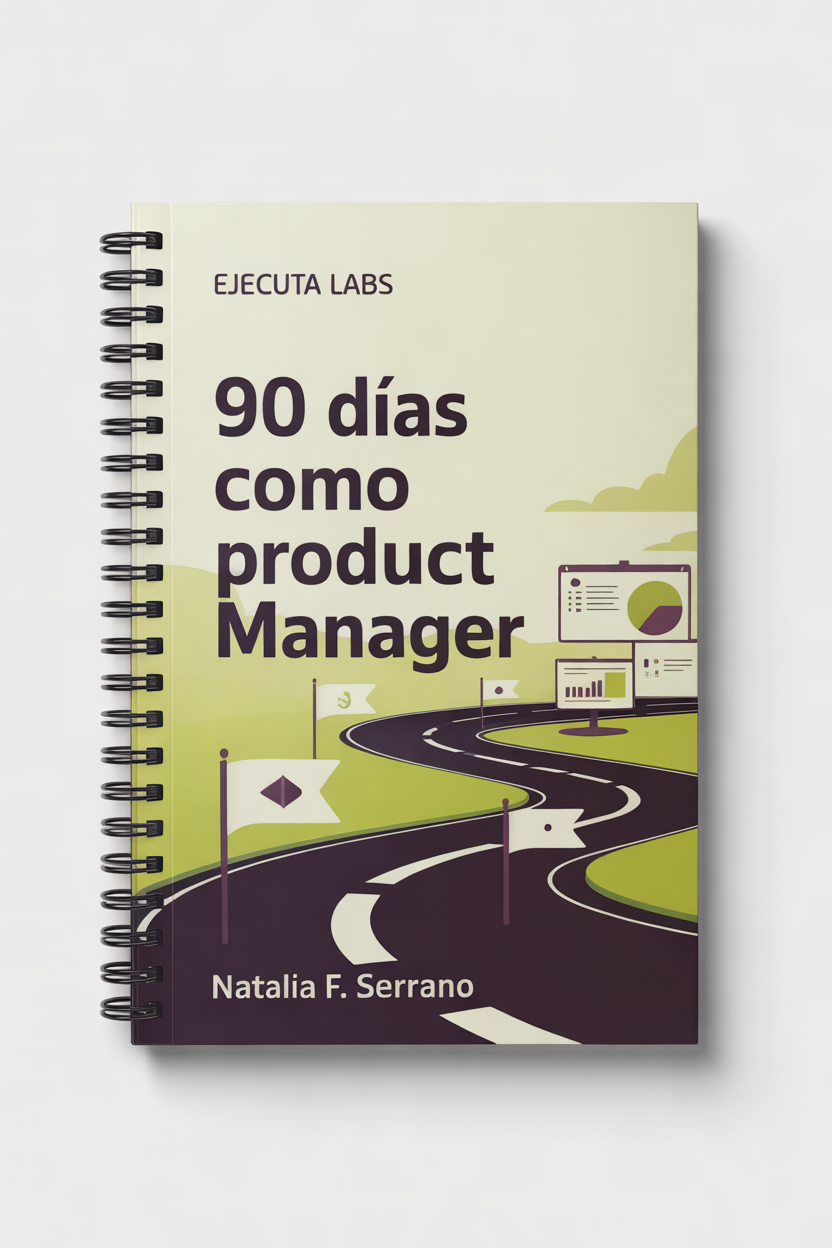 EJECUTA LABS
90 días
como
product
Manager
Natalia F. Serrano